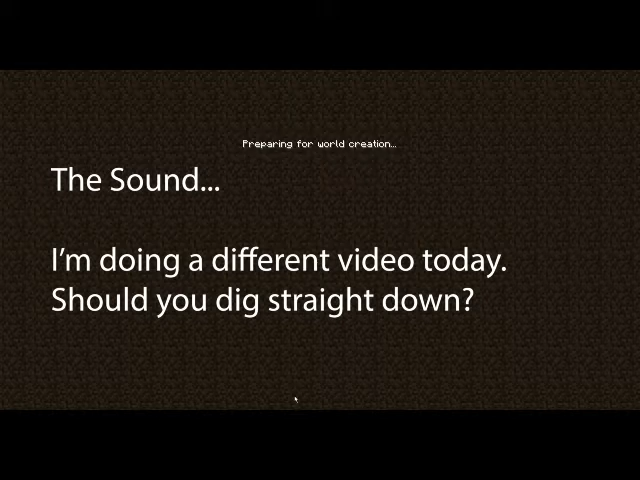 Preparing for world creation...
The Sound...
I'm doing a different video today.
Should you dig straight down?